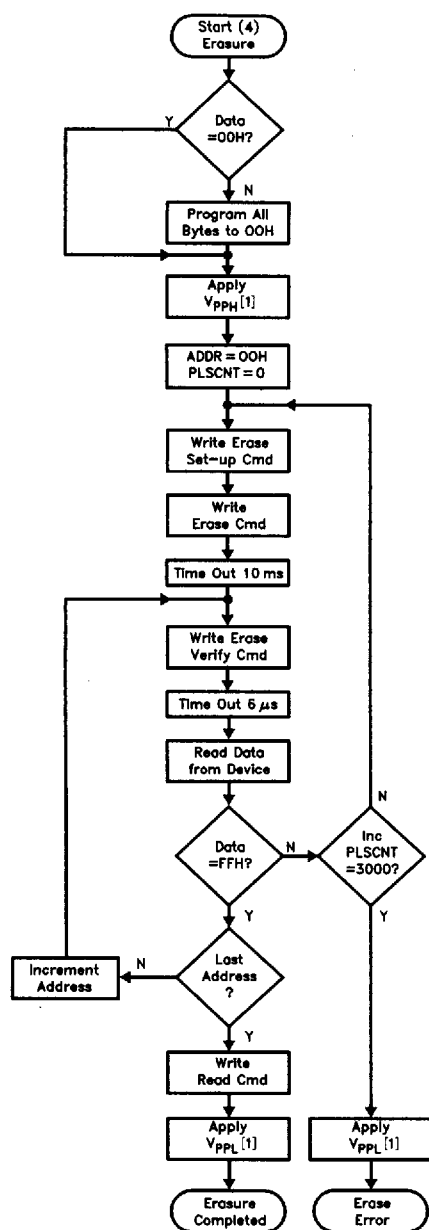 Start (4)
Erasure
Y
Data
=00H?
N
Program All
Bytes to 00H
Apply
VPPH[1]
ADDR=00H
PLSCNT=0
Write Erase
Set-up Cmd
Write
Erase Cmd
Time Out 10 ms
Write Erase
Verify Cmd
Time Out 6 μs
Read Data
from Device
N
Data
=FFH?
N
Inc
PLSCNT
=3000?
Y
Y
Increment
Address
N
Last
Address
?
Y
Write
Read Cmd
Apply
VPPL[1]
Apply
VPPL[1]
Erasure
Completed
Erase
Error